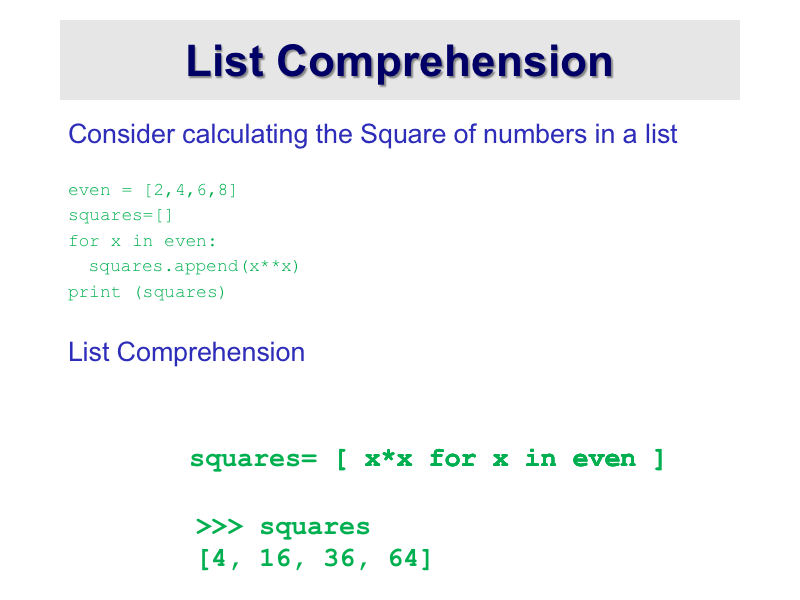 List Comprehension
Consider calculating the Square of numbers in a list
even = [2,4,6,8]
squares=[]
for x in even:
  squares.append(x**x)
print (squares)
List Comprehension
squares= [ x*x for x in even ]
>>> squares
[4, 16, 36, 64]